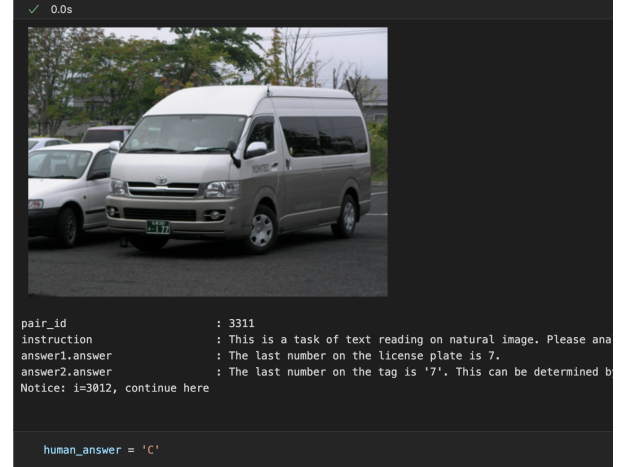 ✓ 0.0s
177
pair_id : 3311
instruction : This is a task of text reading on natural image. Please ana
answer1.answer : The last number on the license plate is 7.
answer2.answer : The last number on the tag is '7'. This can be determined b
Notice: i=3012, continue here
human_answer = 'C'